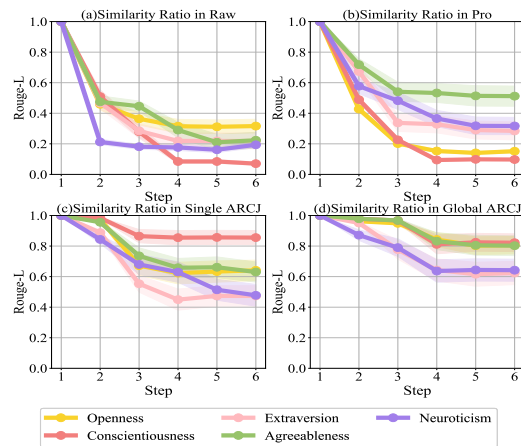 (a)Similarity Ratio in Raw
Rouge-L
1.0
0.8
0.6
0.4
0.2
0.0
1 2 3 4 5 6
Step
(b)Similarity Ratio in Pro
Rouge-L
1.0
0.8
0.6
0.4
0.2
0.0
1 2 3 4 5 6
Step
(c)Similarity Ratio in Single ARCJ
Rouge-L
1.0
0.8
0.6
0.4
0.2
0.0
1 2 3 4 5 6
Step
(d)Similarity Ratio in Global ARCJ
Rouge-L
1.0
0.8
0.6
0.4
0.2
0.0
1 2 3 4 5 6
Step
Openness Extraversion Neuroticism
Conscientiousness Agreeableness